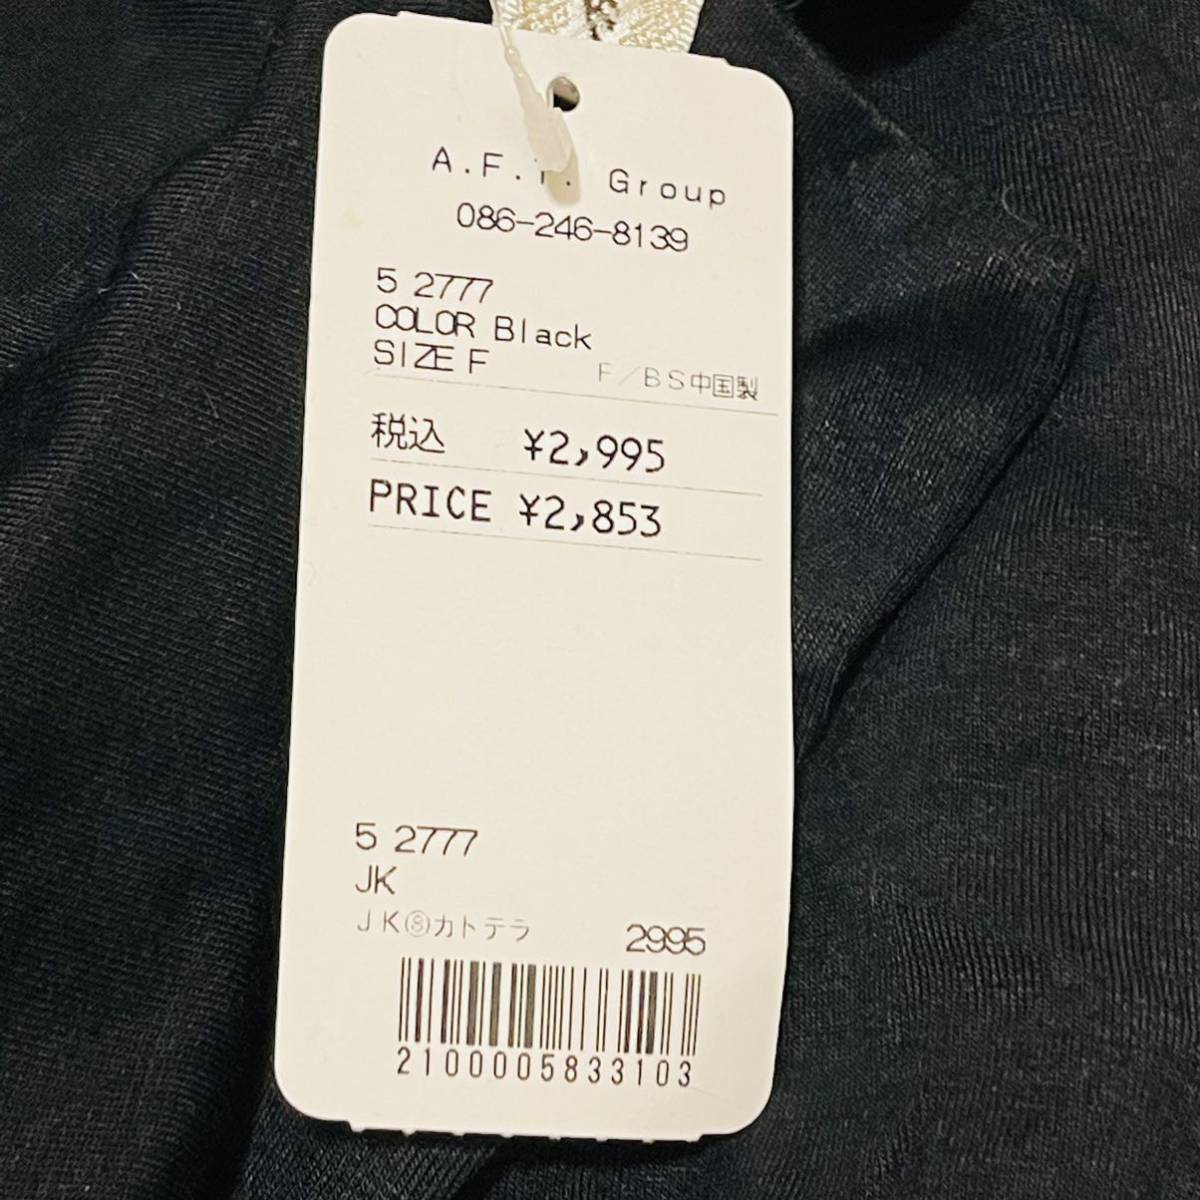 A.F. Group
086-246-8139
5 2777
COLOR Black
SIZE F F/BS中国製
税込 ¥2,995
PRICE ¥2,853
5 2777
JK
JK⑧カトテラ 2995
2100005833103